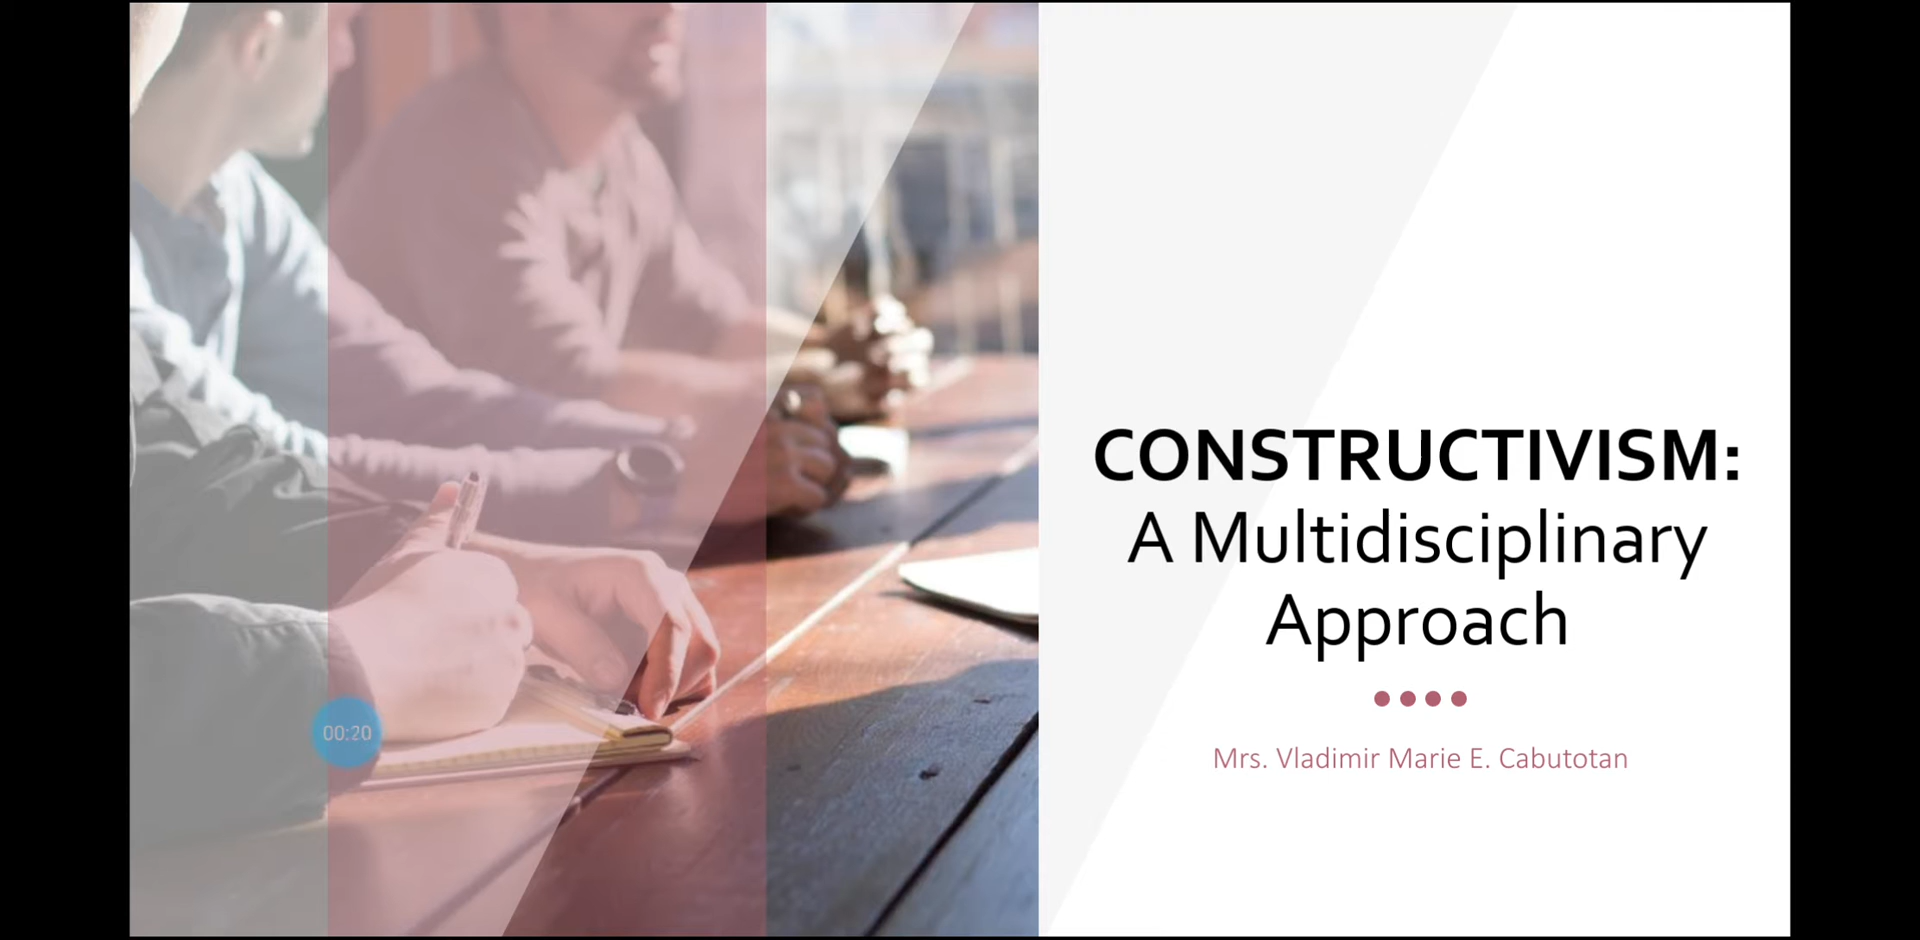 CONSTRUCTIVISM:
A Multidisciplinary
Approach
Mrs. Vladimir Marie E. Cabutotan
00:20